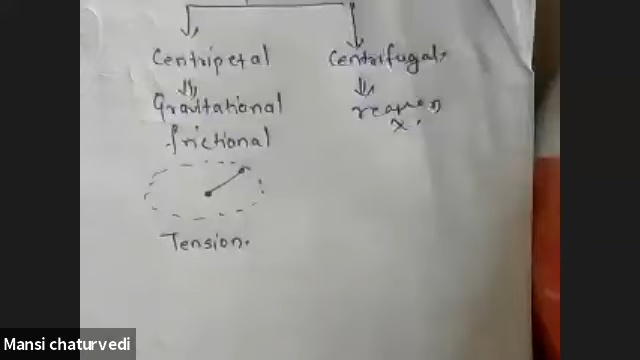 Centripetal
Centrifugal.
Gravitational
frictional
x.
Tension.
Mansi chaturvedi